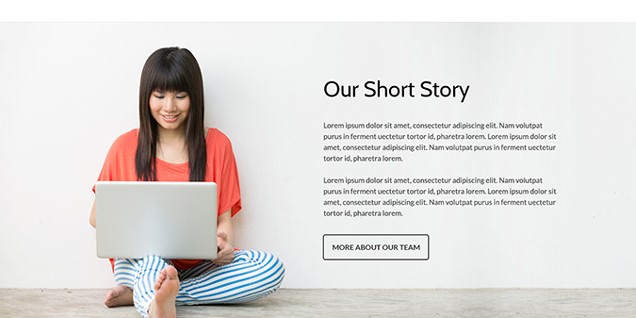 Our Short Story
Lorem ipsum dolor sit amet, consectetur adipiscing elit. Nam volutpat
purus in ferment uectetur tortor id, pharetra lorem. Lorem ipsum dolor
sit amet, consectetur adipiscing elit. Nam volutpat purus in ferment uectetur
tortor id, pharetra lorem.
Lorem ipsum dolor sit amet, consectetur adipiscing elit. Nam volutpat
purus in ferment uectetur tortor id, pharetra lorem. Lorem ipsum dolor sit
amet, consectetur adipiscing elit. Nam volutpat purus in ferment uectetur
tortor id, pharetra lorem.
MORE ABOUT OUR TEAM